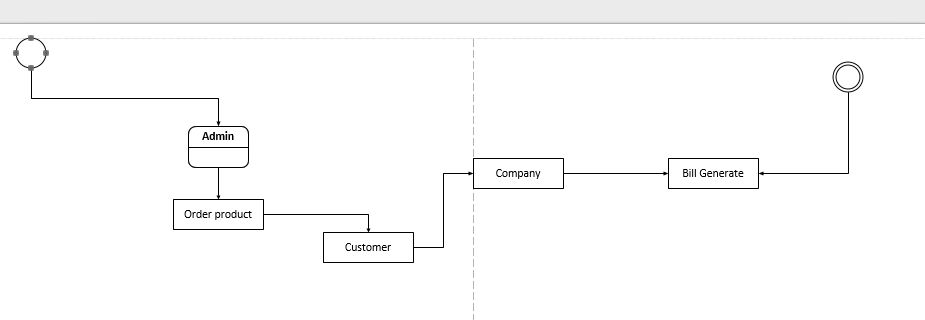 Admin
Order product
Customer
Company
Bill Generate